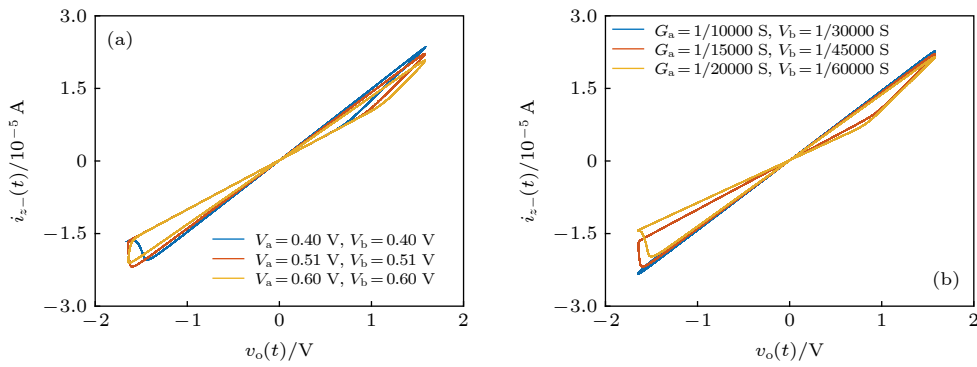 (a)
3.0
1.5
0
−1.5
−3.0
i_{z−}(t)/10^{−5} A
V_a=0.40 V, V_b=0.40 V
V_a=0.51 V, V_b=0.51 V
V_a=0.60 V, V_b=0.60 V
−2 −1 0 1 2
v_o(t)/V
G_a=1/10000 S, V_b=1/30000 S
G_a=1/15000 S, V_b=1/45000 S
G_a=1/20000 S, V_b=1/60000 S
3.0
1.5
0
−1.5
−3.0
i_{z−}(t)/10^{−5} A
(b)
−2 −1 0 1 2
v_o(t)/V